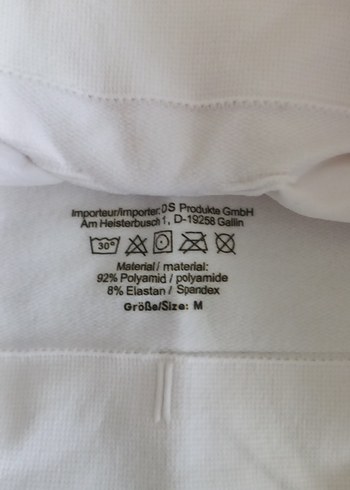 Importeur/importer: DS Produkte GmbH
Am Heisterbusch 1, D-19258 Gallin
30°
Material / material:
92% Polyamid / polyamide
8% Elastan / Spandex
Größe/Size: M